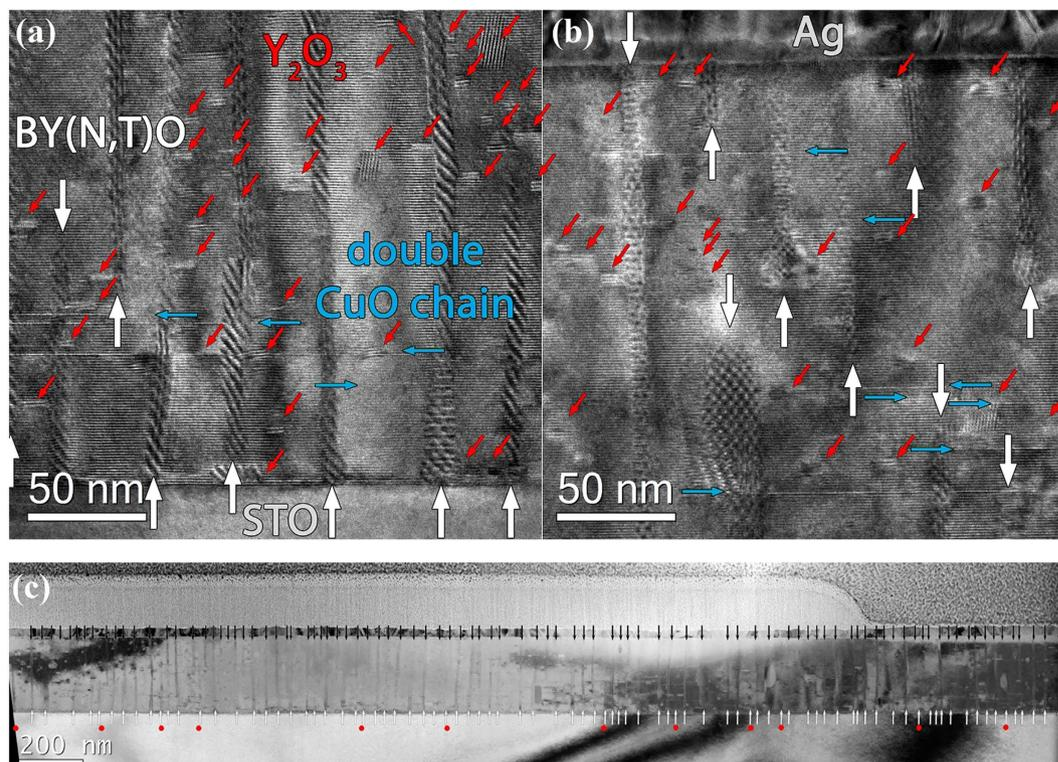 (a)
Y2O3
BY(N,T)O
double
CuO chain
50 nm
STO
(b)
Ag
50 nm
(c)
200 nm